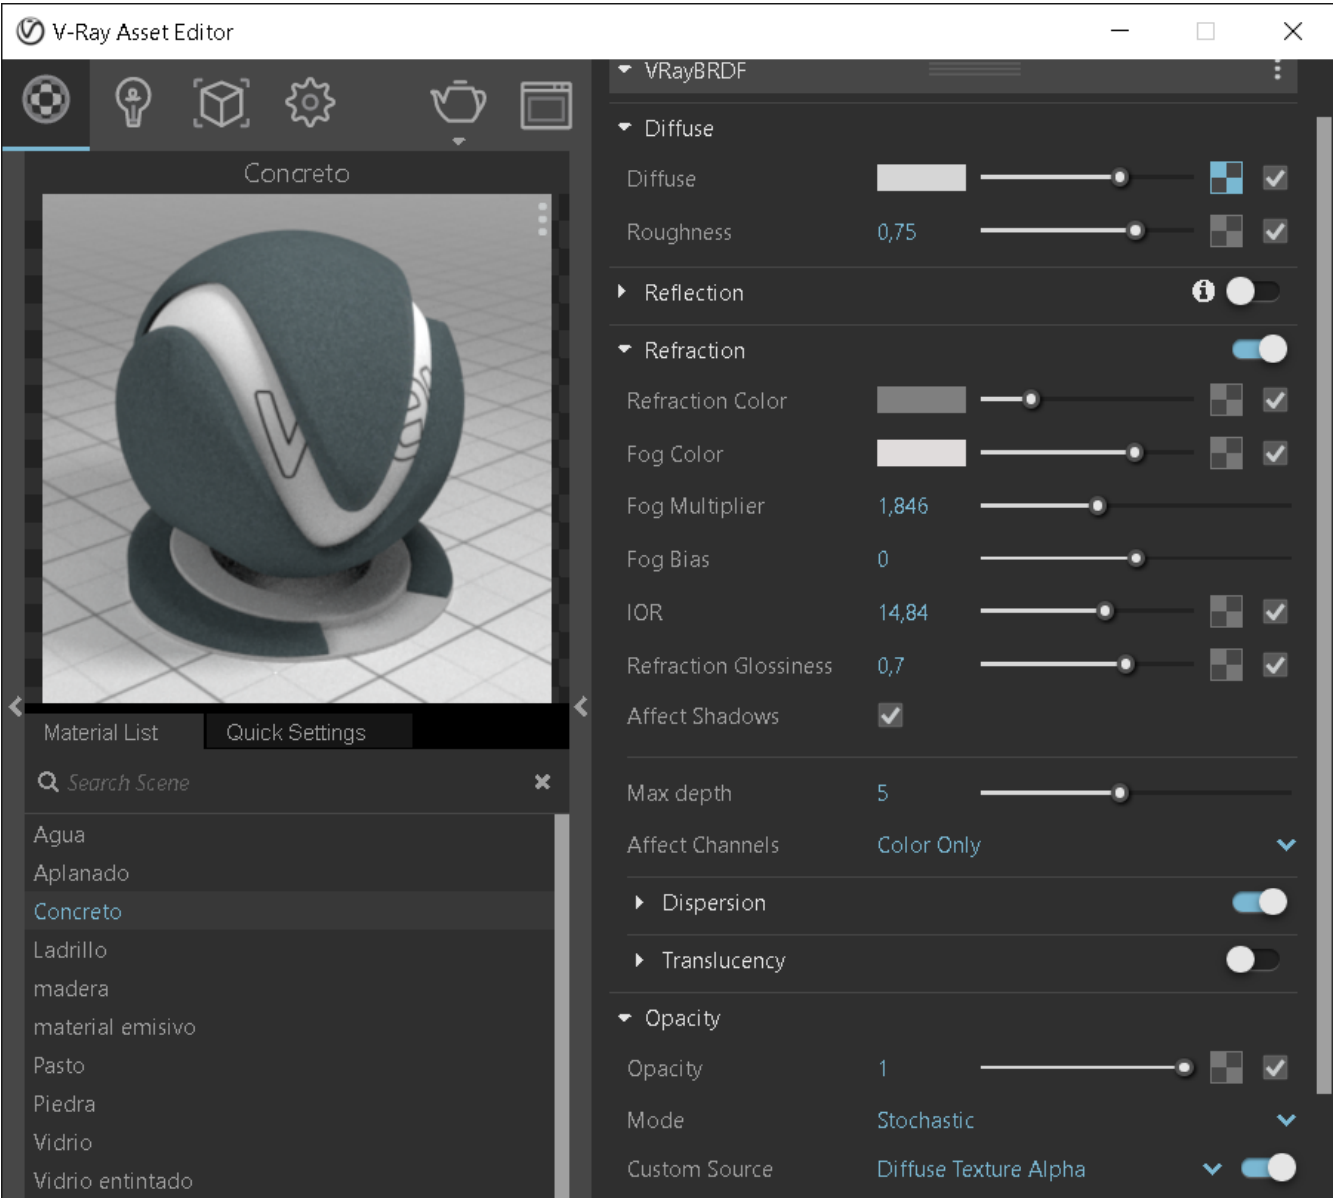 V-Ray Asset Editor
Concreto
Material List
Quick Settings
Search Scene
Agua
Aplanado
Concreto
Ladrillo
madera
material emisivo
Pasto
Piedra
Vidrio
Vidrio entintado
VRayBRDF
Diffuse
Diffuse
Roughness 0,75
Reflection
Refraction
Refraction Color
Fog Color
Fog Multiplier 1,846
Fog Bias 0
IOR 14,84
Refraction Glossiness 0,7
Affect Shadows
Max depth 5
Affect Channels Color Only
Dispersion
Translucency
Opacity
Opacity 1
Mode Stochastic
Custom Source Diffuse Texture Alpha